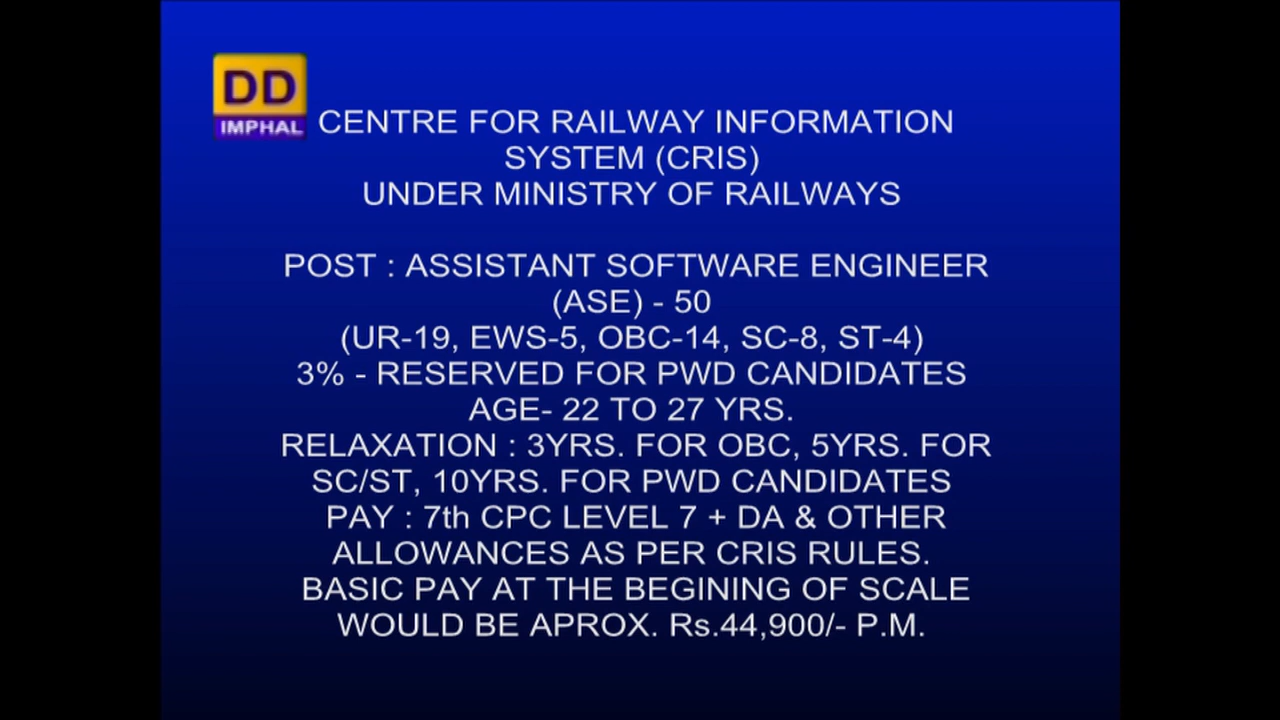 DD
IMPHAL
CENTRE FOR RAILWAY INFORMATION
SYSTEM (CRIS)
UNDER MINISTRY OF RAILWAYS
POST : ASSISTANT SOFTWARE ENGINEER
(ASE) - 50
(UR-19, EWS-5, OBC-14, SC-8, ST-4)
3% - RESERVED FOR PWD CANDIDATES
AGE- 22 TO 27 YRS.
RELAXATION : 3YRS. FOR OBC, 5YRS. FOR
SC/ST, 10YRS. FOR PWD CANDIDATES
PAY : 7th CPC LEVEL 7 + DA & OTHER
ALLOWANCES AS PER CRIS RULES.
BASIC PAY AT THE BEGINING OF SCALE
WOULD BE APROX. Rs.44,900/- P.M.